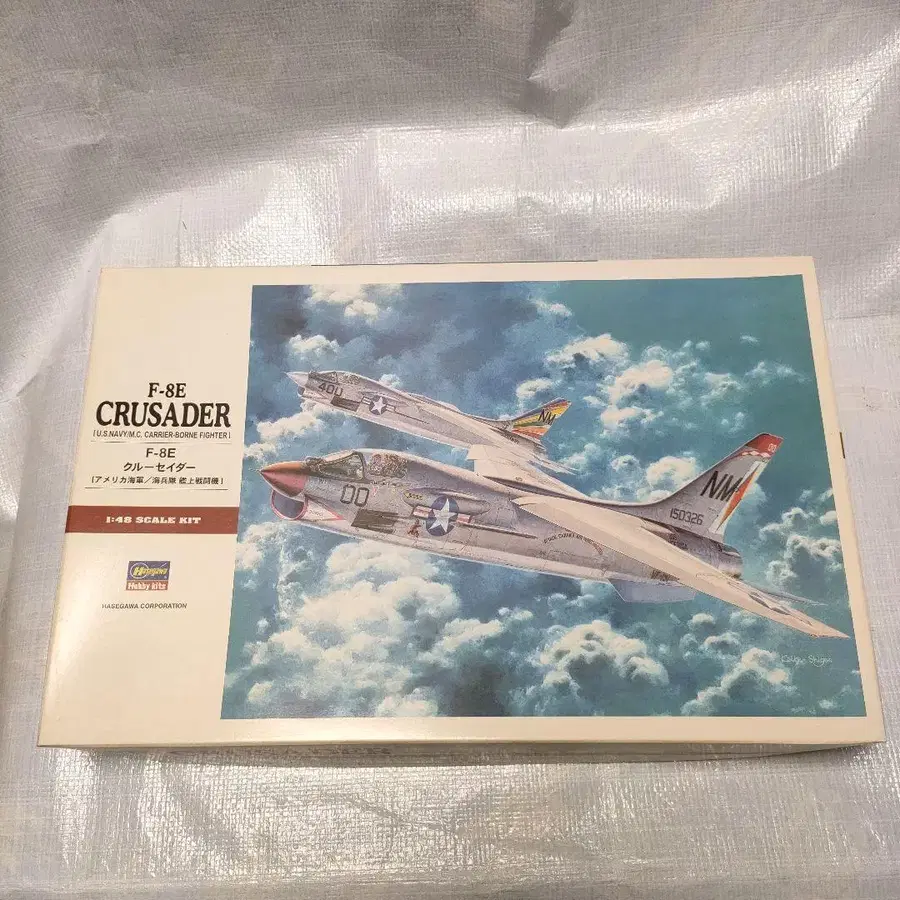 F-8E
CRUSADER
[U.S.NAVY/M.C. CARRIER-BORNE FIGHTER]
F-8E
クルーセイダー
[アメリカ海軍/海兵隊 艦上戦闘機]
1:48 SCALE KIT
Hasegawa
Hobby kits
HASEGAWA CORPORATION
400
NM
00
NM
150326